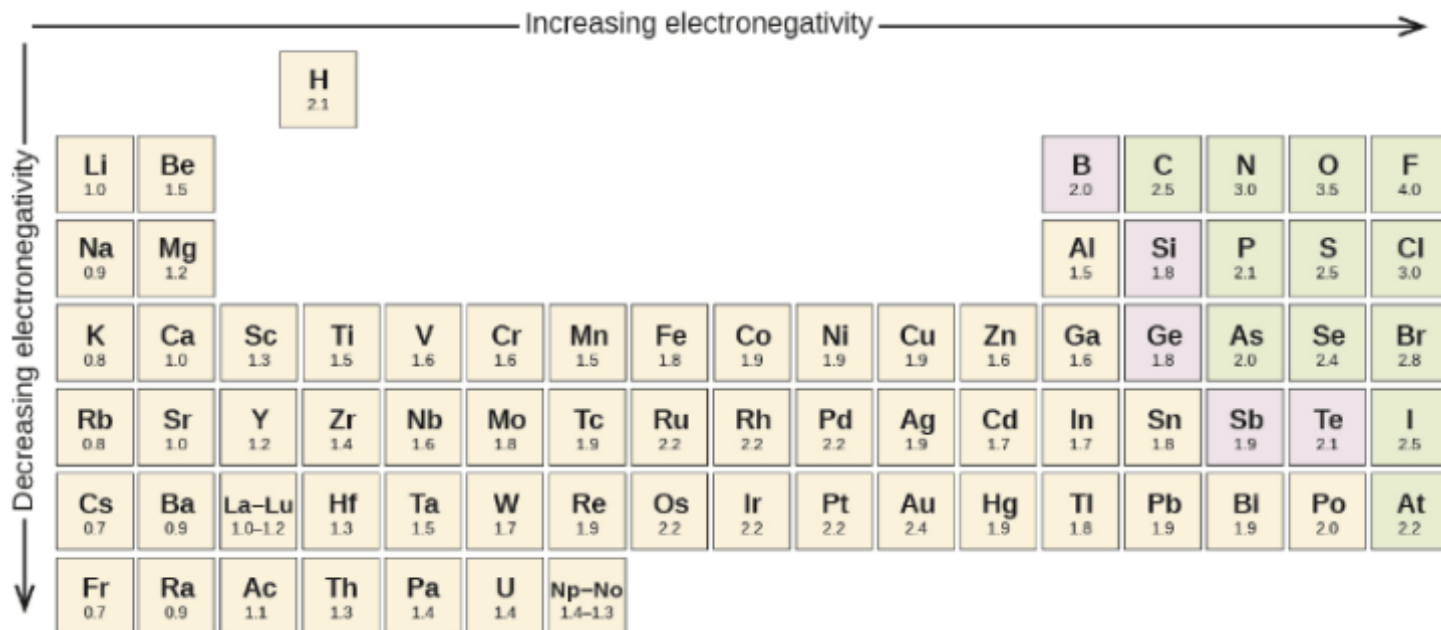 Increasing electronegativity
Decreasing electronegativity
H
2.1
Li Be B C N O F
1.0 1.5 2.0 2.5 3.0 3.5 4.0
Na Mg Al Si P S Cl
0.9 1.2 1.5 1.8 2.1 2.5 3.0
K Ca Sc Ti V Cr Mn Fe Co Ni Cu Zn Ga Ge As Se Br
0.8 1.0 1.3 1.5 1.6 1.6 1.5 1.8 1.9 1.9 1.9 1.6 1.6 1.8 2.0 2.4 2.8
Rb Sr Y Zr Nb Mo Tc Ru Rh Pd Ag Cd In Sn Sb Te I
0.8 1.0 1.2 1.4 1.6 1.8 1.9 2.2 2.2 2.2 1.9 1.7 1.7 1.8 1.9 2.1 2.5
Cs Ba La–Lu Hf Ta W Re Os Ir Pt Au Hg Tl Pb Bi Po At
0.7 0.9 1.0–1.2 1.3 1.5 1.7 1.9 2.2 2.2 2.2 2.4 1.9 1.8 1.9 1.9 2.0 2.2
Fr Ra Ac Th Pa U Np–No
0.7 0.9 1.1 1.3 1.4 1.4 1.4–1.3